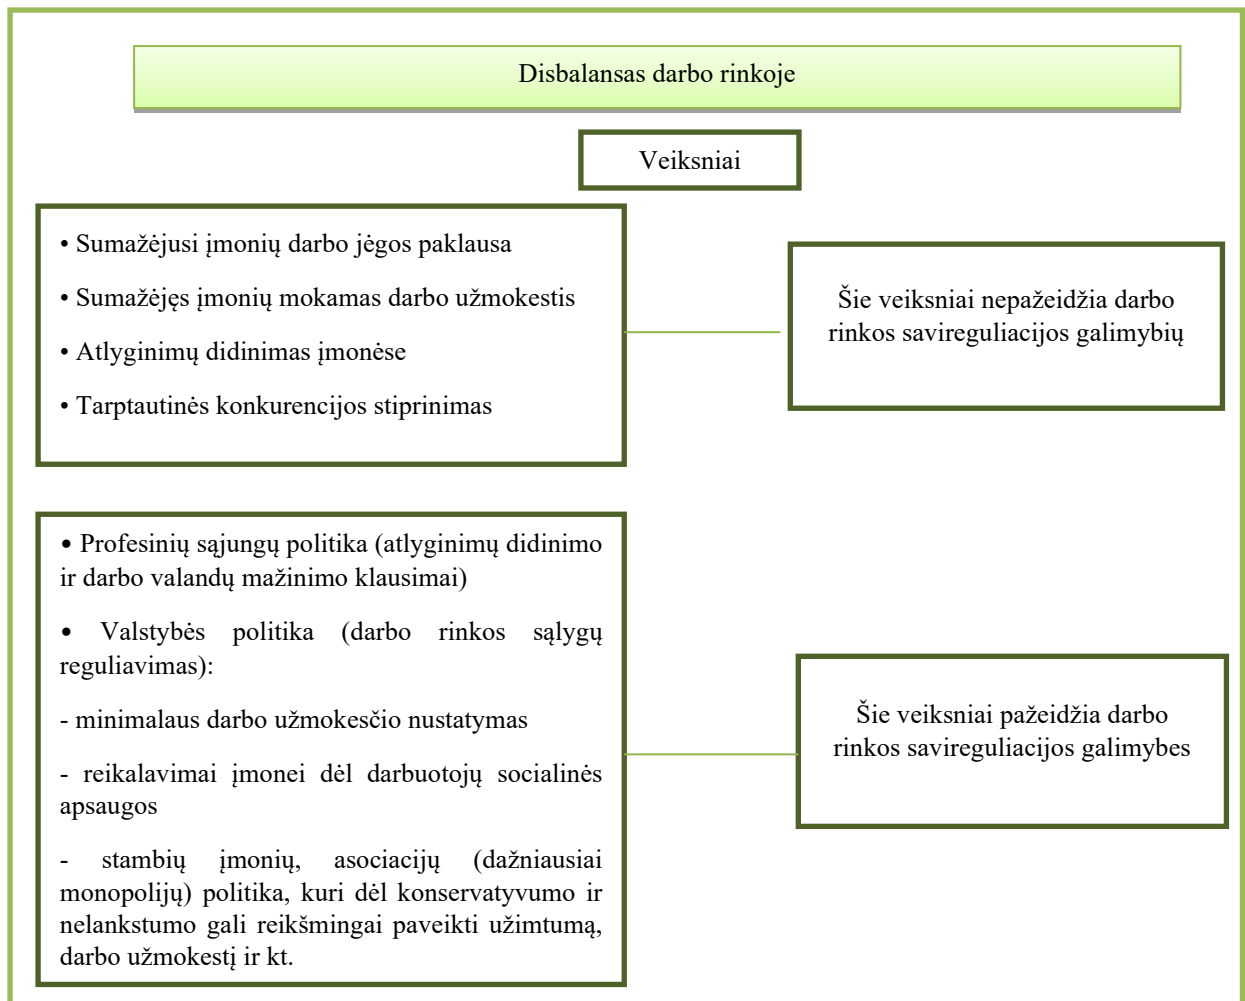 Disbalansas darbo rinkoje
Veiksniai
• Sumažėjusi įmonių darbo jėgos paklausa
• Sumažėjęs įmonių mokamas darbo užmokestis
• Atlyginimų didinimas įmonėse
• Tarptautinės konkurencijos stiprinimas
Šie veiksniai nepažeidžia darbo
rinkos savireguliacijos galimybių
• Profesinių sąjungų politika (atlyginimų didinimo
ir darbo valandų mažinimo klausimai)
• Valstybės politika (darbo rinkos sąlygų
reguliavimas):
- minimalaus darbo užmokesčio nustatymas
- reikalavimai įmonei dėl darbuotojų socialinės
apsaugos
- stambių įmonių, asociacijų (dažniausiai
monopolijų) politika, kuri dėl konservatyvumo ir
nelankstumo gali reikšmingai paveikti užimtumą,
darbo užmokestį ir kt.
Šie veiksniai pažeidžia darbo
rinkos savireguliacijos galimybes